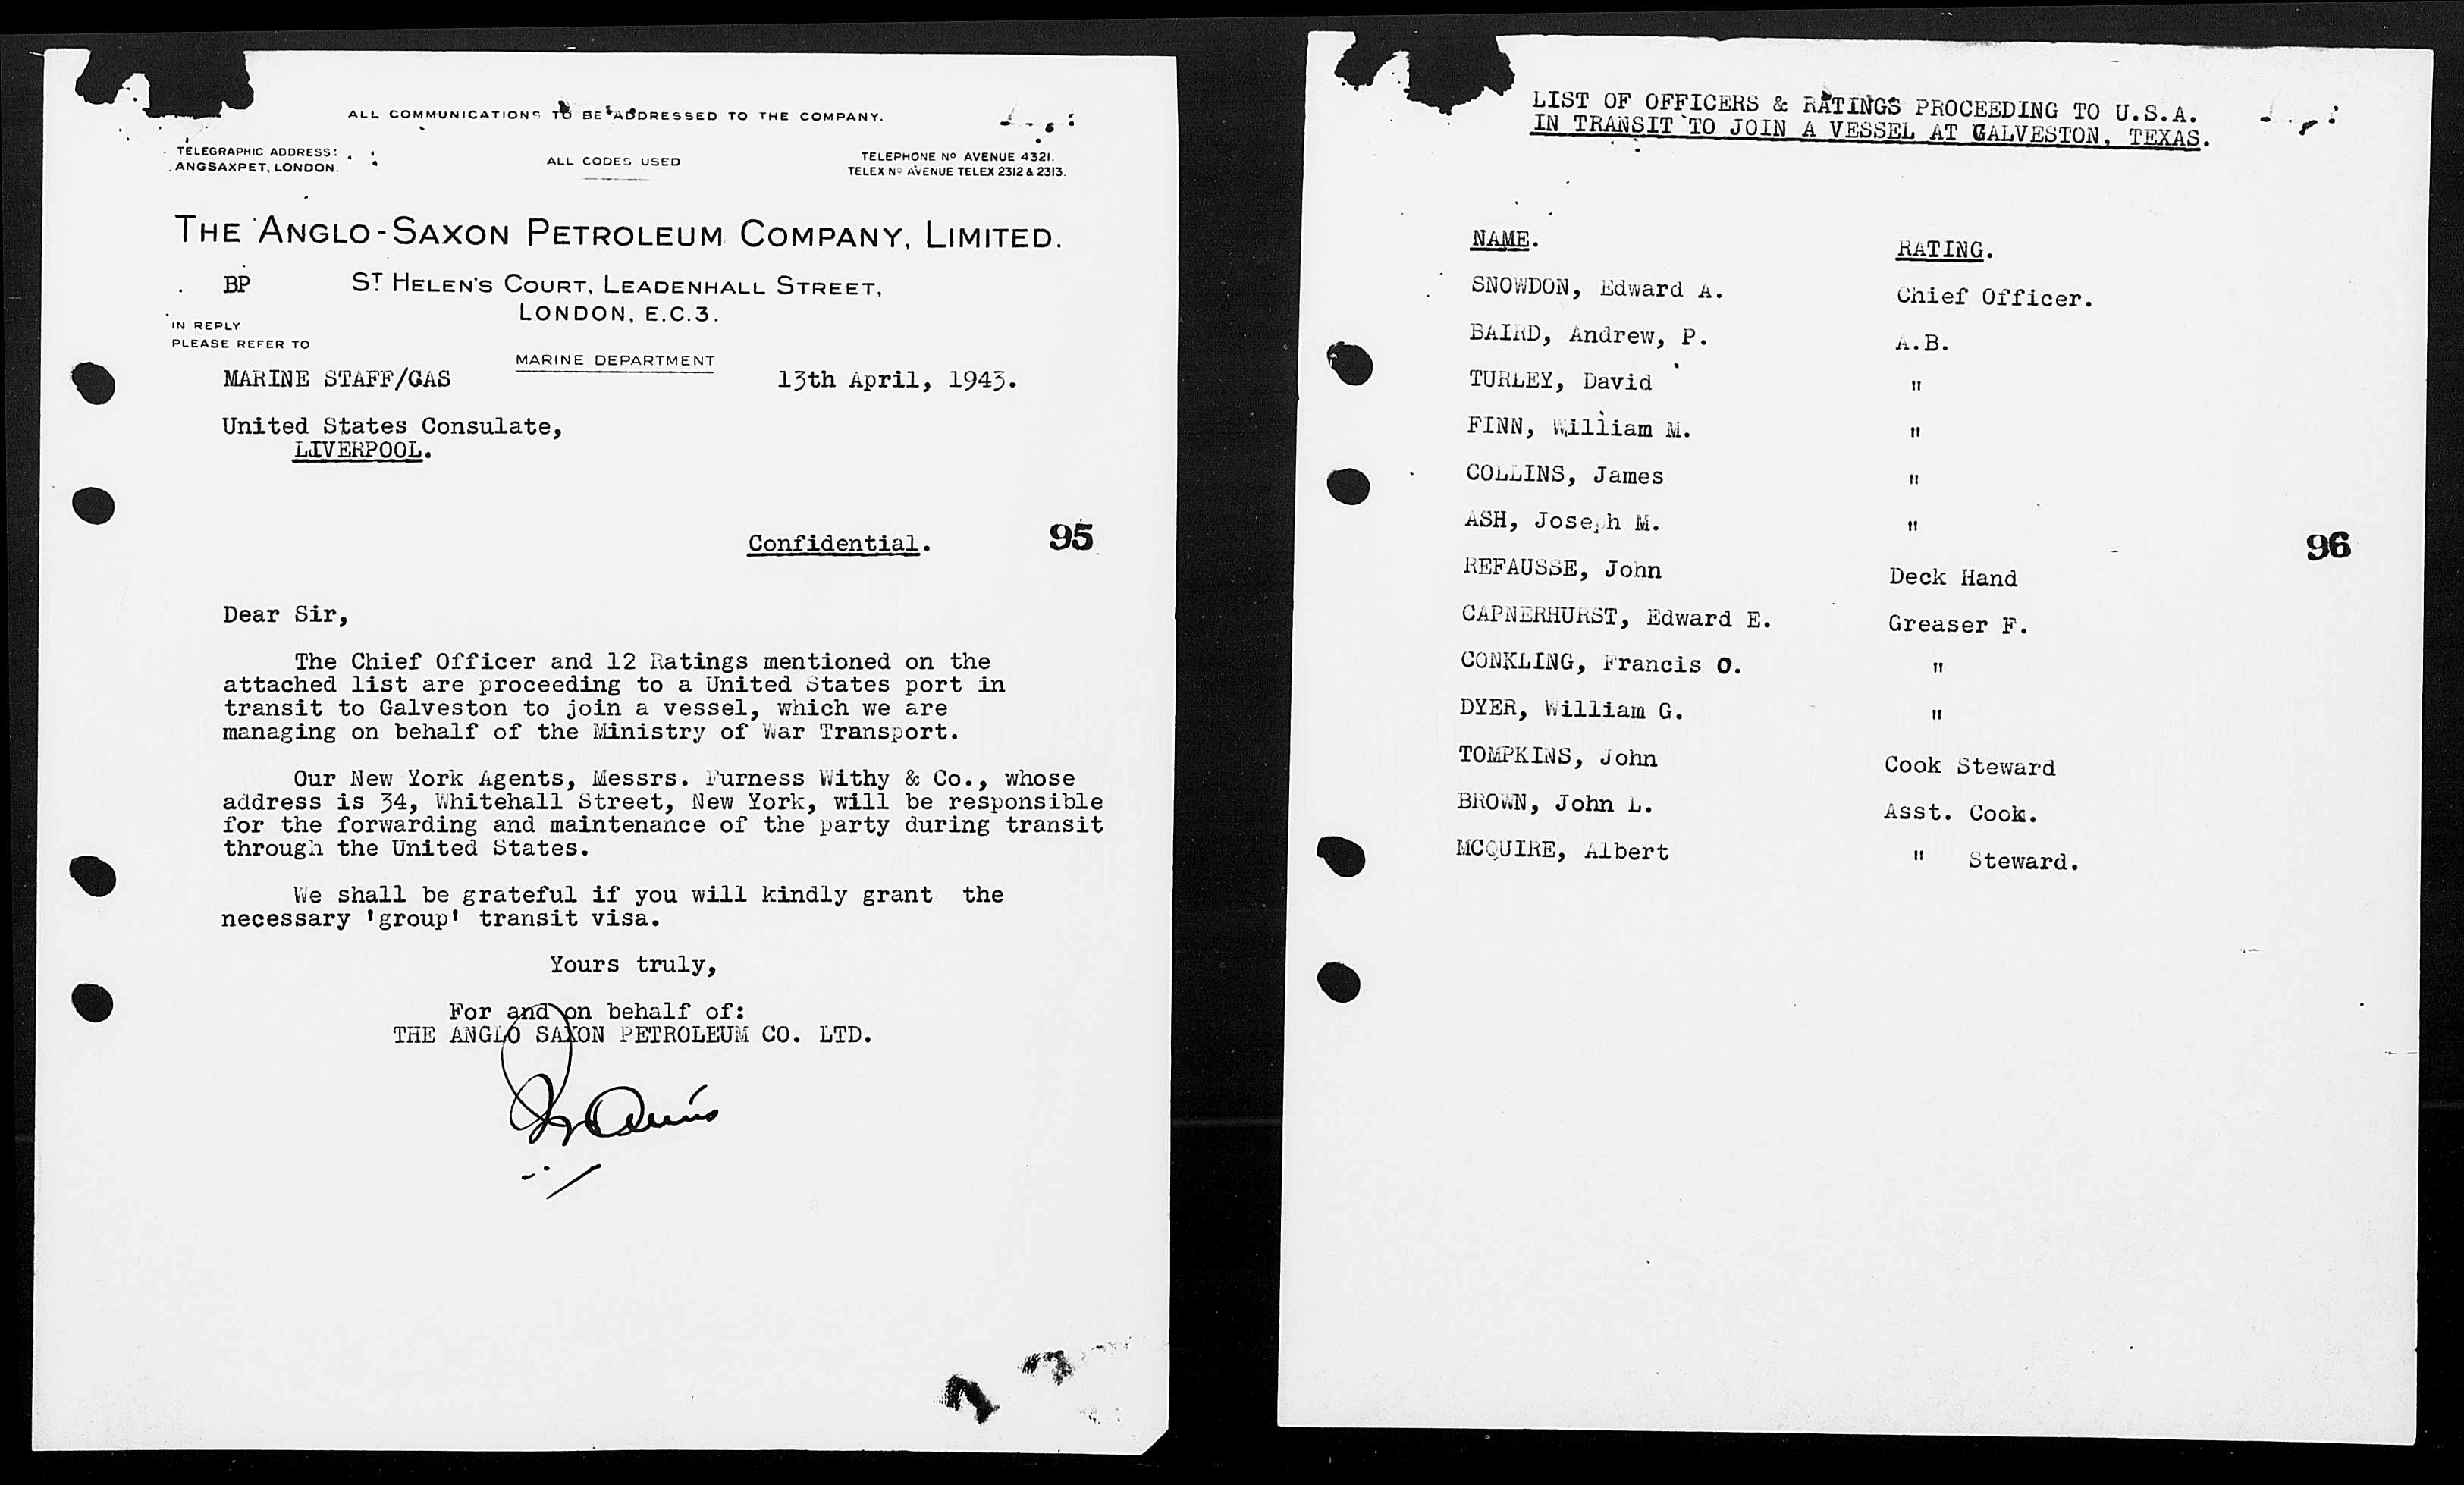 ALL COMMUNICATIONS TO BE ADDRESSED TO THE COMPANY.
TELEGRAPHIC ADDRESS:
ANGSAXPET, LONDON.
ALL CODES USED
TELEPHONE Nº AVENUE 4321.
TELEX Nº AVENUE TELEX 2312 & 2313.
THE ANGLO-SAXON PETROLEUM COMPANY, LIMITED.
BP
ST HELEN'S COURT, LEADENHALL STREET,
LONDON, E.C.3.
IN REPLY
PLEASE REFER TO
MARINE DEPARTMENT
MARINE STAFF/GAS
13th April, 1943.
United States Consulate,
LIVERPOOL.
Confidential.
95
Dear Sir,
The Chief Officer and 12 Ratings mentioned on the
attached list are proceeding to a United States port in
transit to Galveston to join a vessel, which we are
managing on behalf of the Ministry of War Transport.
Our New York Agents, Messrs. Furness Withy & Co., whose
address is 34, Whitehall Street, New York, will be responsible
for the forwarding and maintenance of the party during transit
through the United States.
We shall be grateful if you will kindly grant the
necessary 'group' transit visa.
Yours truly,
For and on behalf of:
THE ANGLO SAXON PETROLEUM CO. LTD.
LIST OF OFFICERS & RATINGS PROCEEDING TO U.S.A.
IN TRANSIT TO JOIN A VESSEL AT GALVESTON, TEXAS.
NAME. RATING.
SNOWDON, Edward A. Chief Officer.
BAIRD, Andrew, P. A.B.
TURLEY, David "
FINN, William M. "
COLLINS, James "
ASH, Joseph M. "
96
REFAUSSE, John Deck Hand
CAPNERHURST, Edward E. Greaser F.
CONKLING, Francis O. "
DYER, William G. "
TOMPKINS, John Cook Steward
BROWN, John L. Asst. Cook.
MCQUIRE, Albert " Steward.